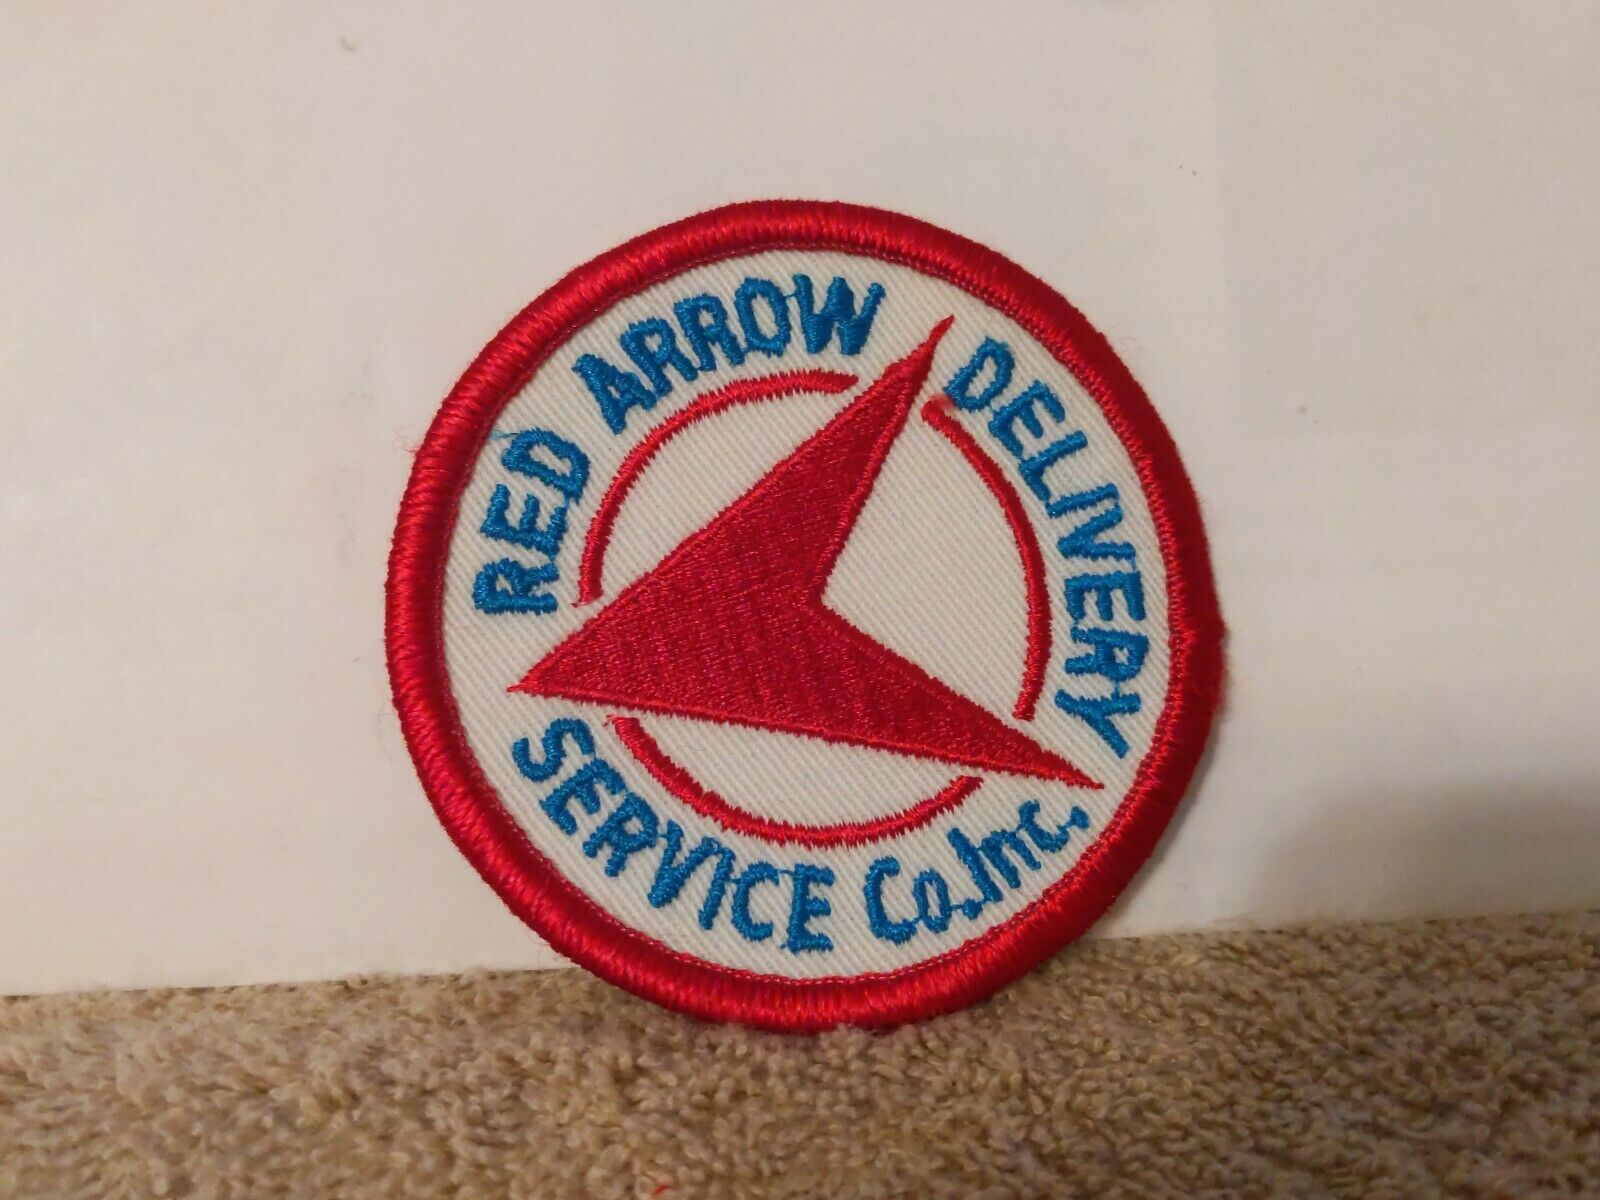 RED ARROW DELIVERY
SERVICE Co. Inc.